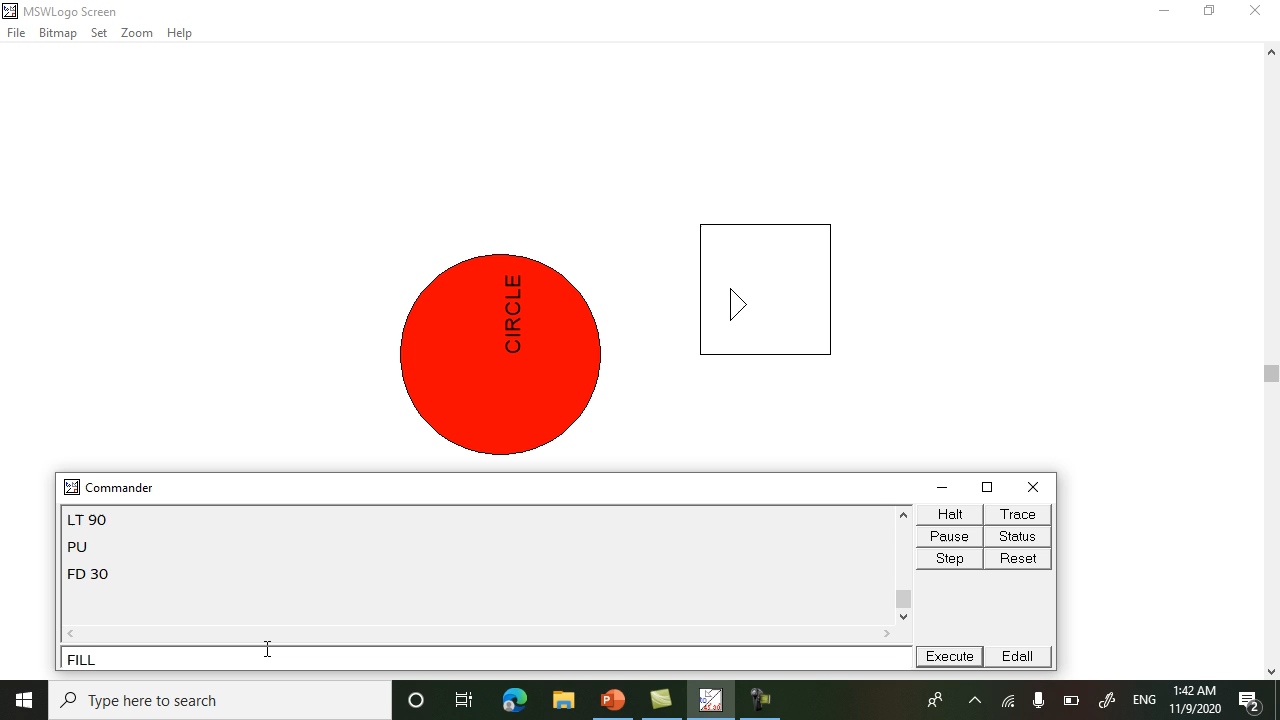 MSWLogo Screen
File Bitmap Set Zoom Help
CIRCLE
Commander
LT 90
PU
FD 30
Halt Trace
Pause Status
Step Reset
FILL
Execute Edall
Type here to search
ENG
1:42 AM
11/9/2020
2